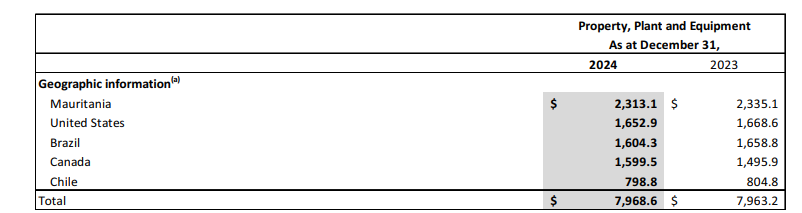 Property, Plant and Equipment
As at December 31,
2024 2023
Geographic information(a)
Mauritania $ 2,313.1 $ 2,335.1
United States 1,652.9 1,668.6
Brazil 1,604.3 1,658.8
Canada 1,599.5 1,495.9
Chile 798.8 804.8
Total $ 7,968.6 $ 7,963.2